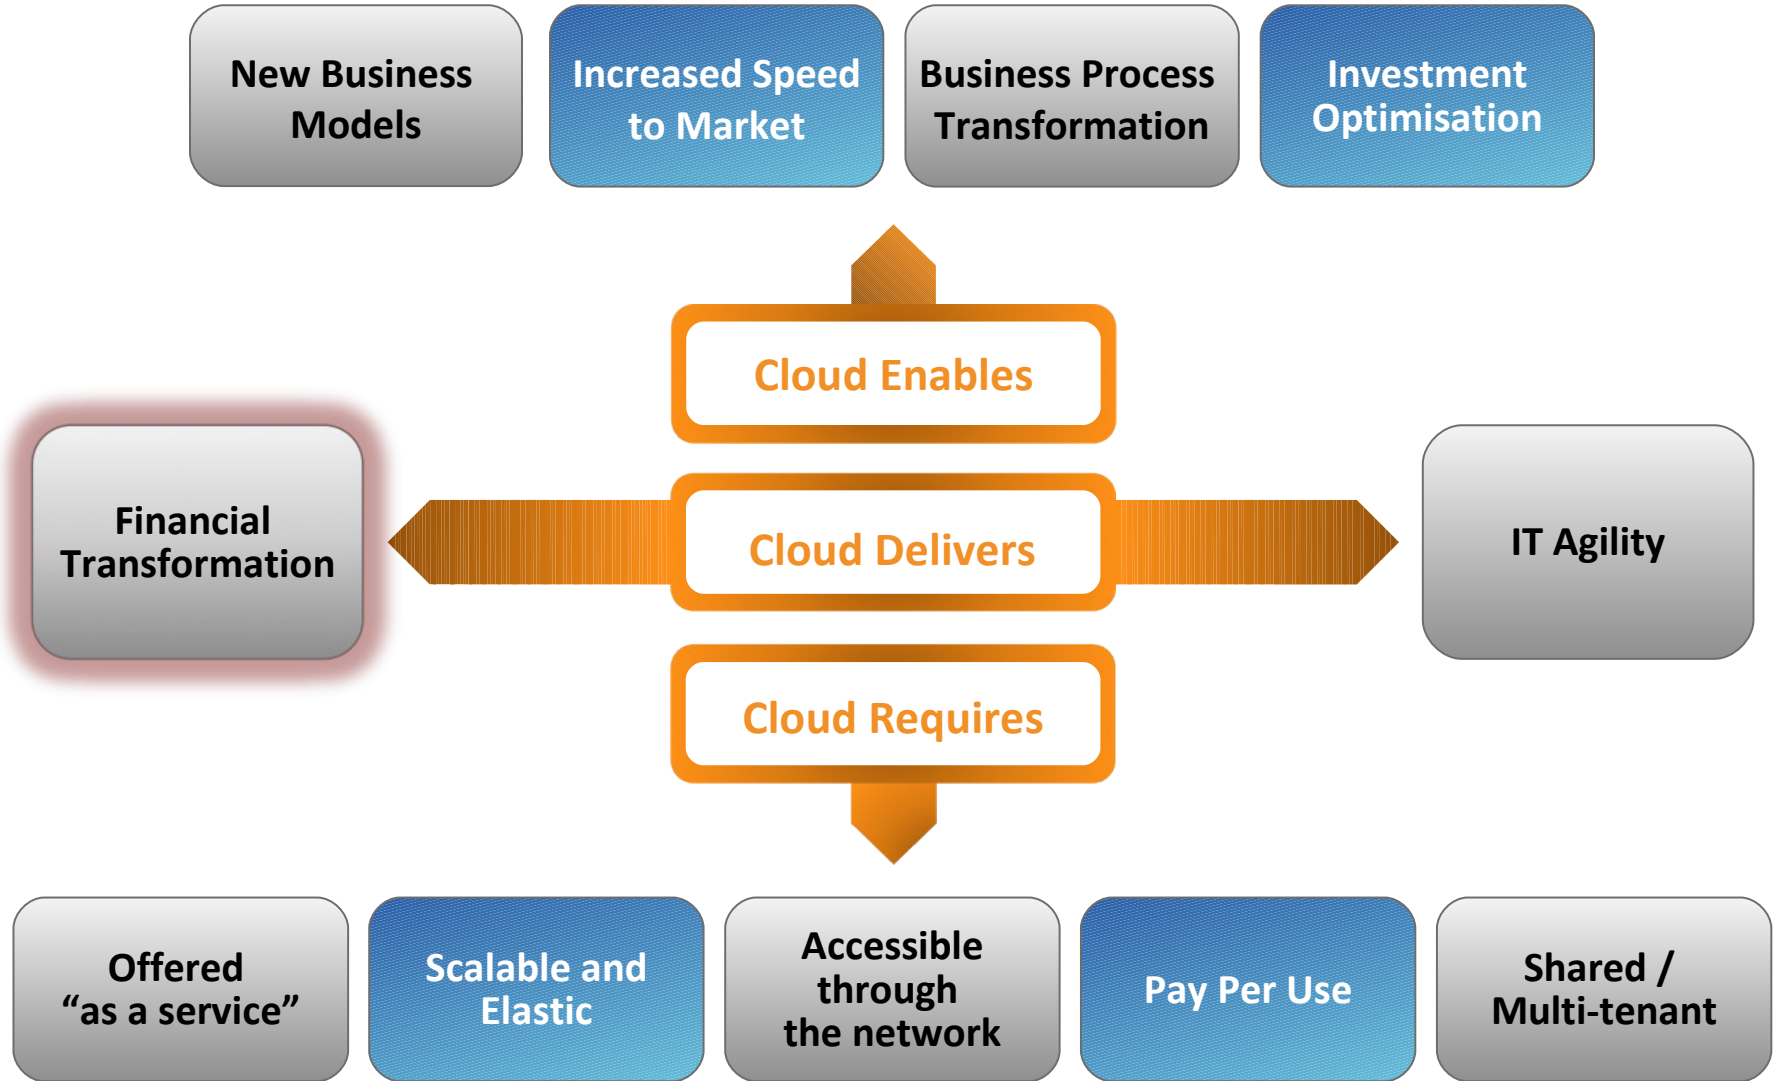 New Business
Models
Increased Speed
to Market
Business Process
Transformation
Investment
Optimisation
Cloud Enables
Financial
Transformation
Cloud Delivers
IT Agility
Cloud Requires
Offered
“as a service”
Scalable and
Elastic
Accessible
through
the network
Pay Per Use
Shared /
Multi-tenant